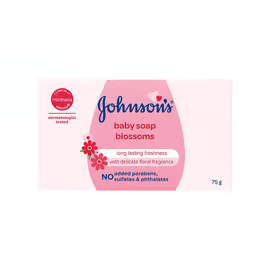 mildness
dermatologist
tested
Johnson's
baby soap
blossoms
long lasting freshness
with delicate floral fragrance
NO added parabens,
sulfates & phthalates
75 g